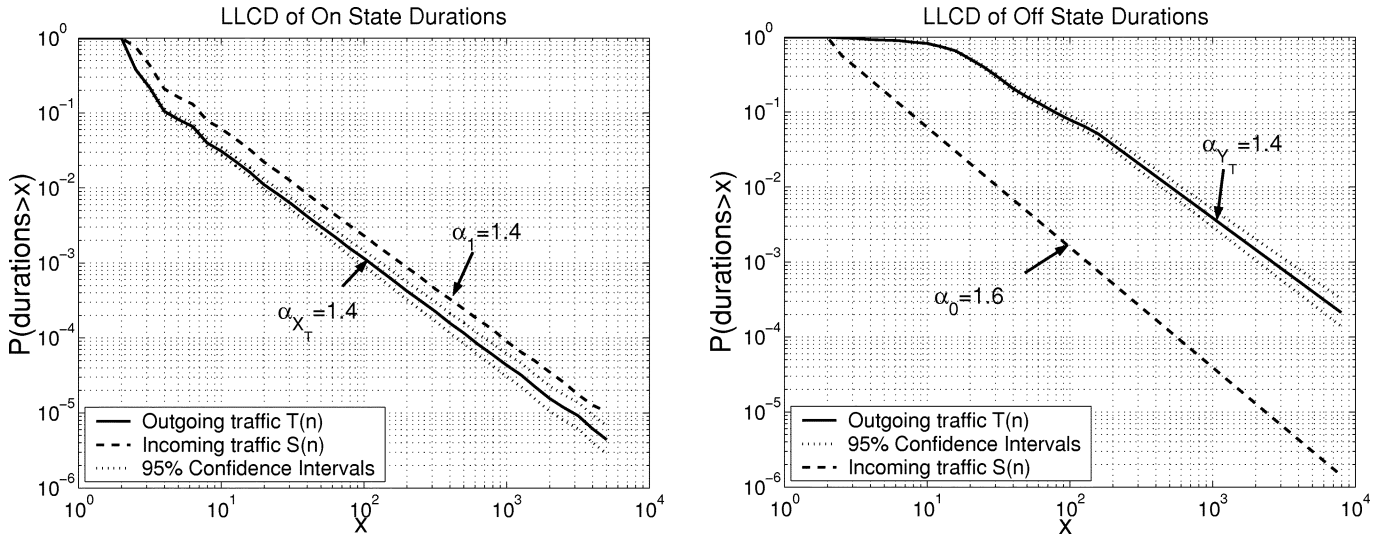 LLCD of On State Durations
P(durations>x)
10^0
10^-1
10^-2
10^-3
10^-4
10^-5
10^-6
α_1=1.4
α_X_T=1.4
Outgoing traffic T(n)
Incoming traffic S(n)
95% Confidence Intervals
10^0 10^1 10^2 10^3 10^4
x
LLCD of Off State Durations
P(durations>x)
10^0
10^-1
10^-2
10^-3
10^-4
10^-5
10^-6
α_Y_T=1.4
α_0=1.6
Outgoing traffic T(n)
95% Confidence Intervals
Incoming traffic S(n)
10^0 10^1 10^2 10^3 10^4
x